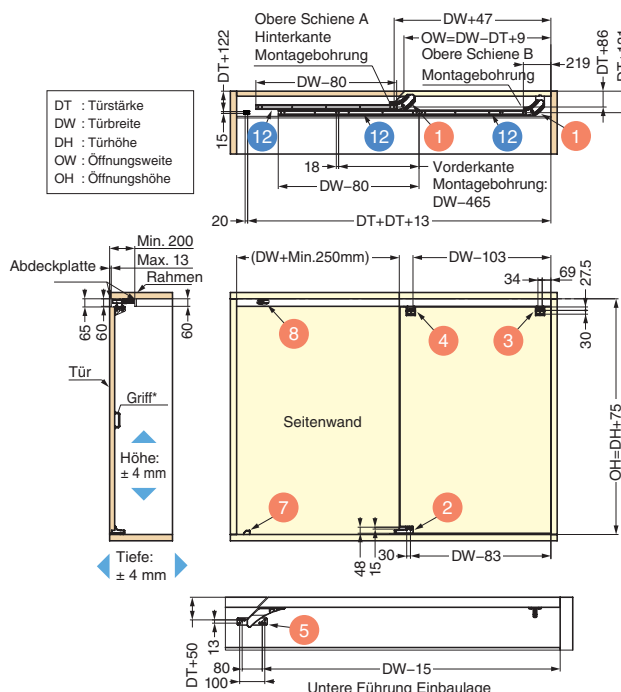 Obere Schiene A
Hinterkante
Montagebohrung
DW+47
OW=DW-DT+9
Obere Schiene B
Montagebohrung
219
DT+86
DT+122
DW-80
DT : Türstärke
DW : Türbreite
DH : Türhöhe
OW : Öffnungsweite
OH : Öffnungshöhe
15
12
12
1
12
1
18
Vorderkante
Montagebohrung:
DW-465
DW-80
20
DT+DT+13
Min. 200
Max. 13
Abdeckplatte
Rahmen
65
60
60
Tür
Griff*
Höhe:
± 4 mm
Tiefe:
± 4 mm
(DW+Min.250mm)
DW-103
34
69
27.5
30
8
4
3
Seitenwand
OH=DH+75
7
2
48
15
30
DW-83
DT+50
13
5
80
100
DW-15
Untere Führung Einbaulage